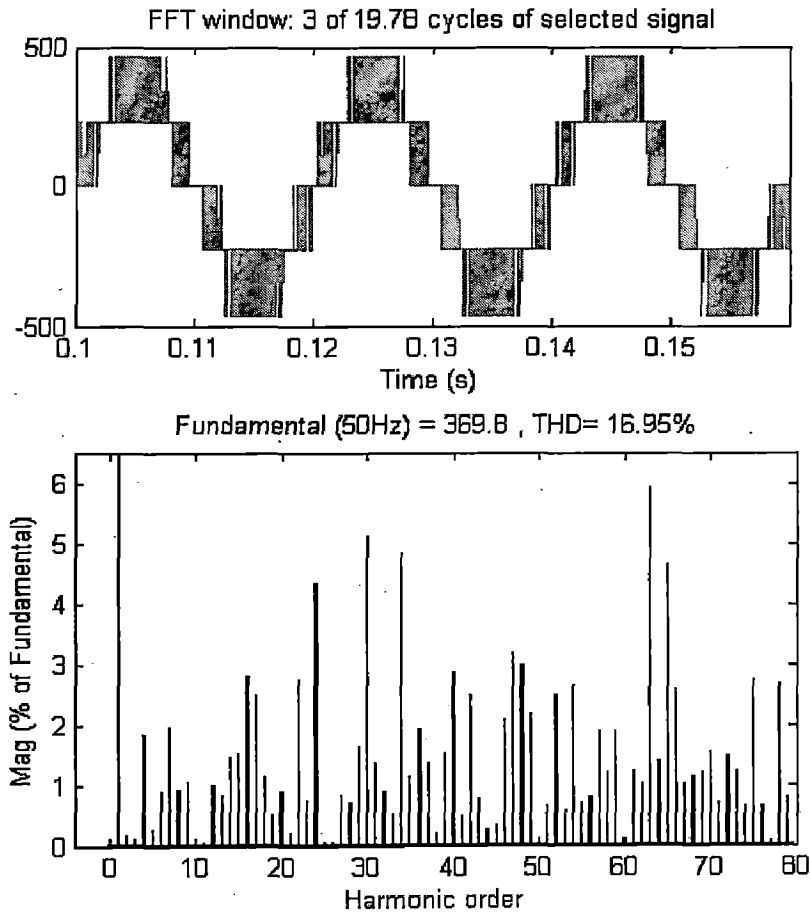 FFT window: 3 of 19.78 cycles of selected signal
500
0
-500
0.1 0.11 0.12 0.13 0.14 0.15
Time (s)
Fundamental (50Hz) = 369.8 , THD= 16.95%
6
5
4
3
2
1
0
Mag (% of Fundamental)
0 10 20 30 40 50 60 70 80
Harmonic order